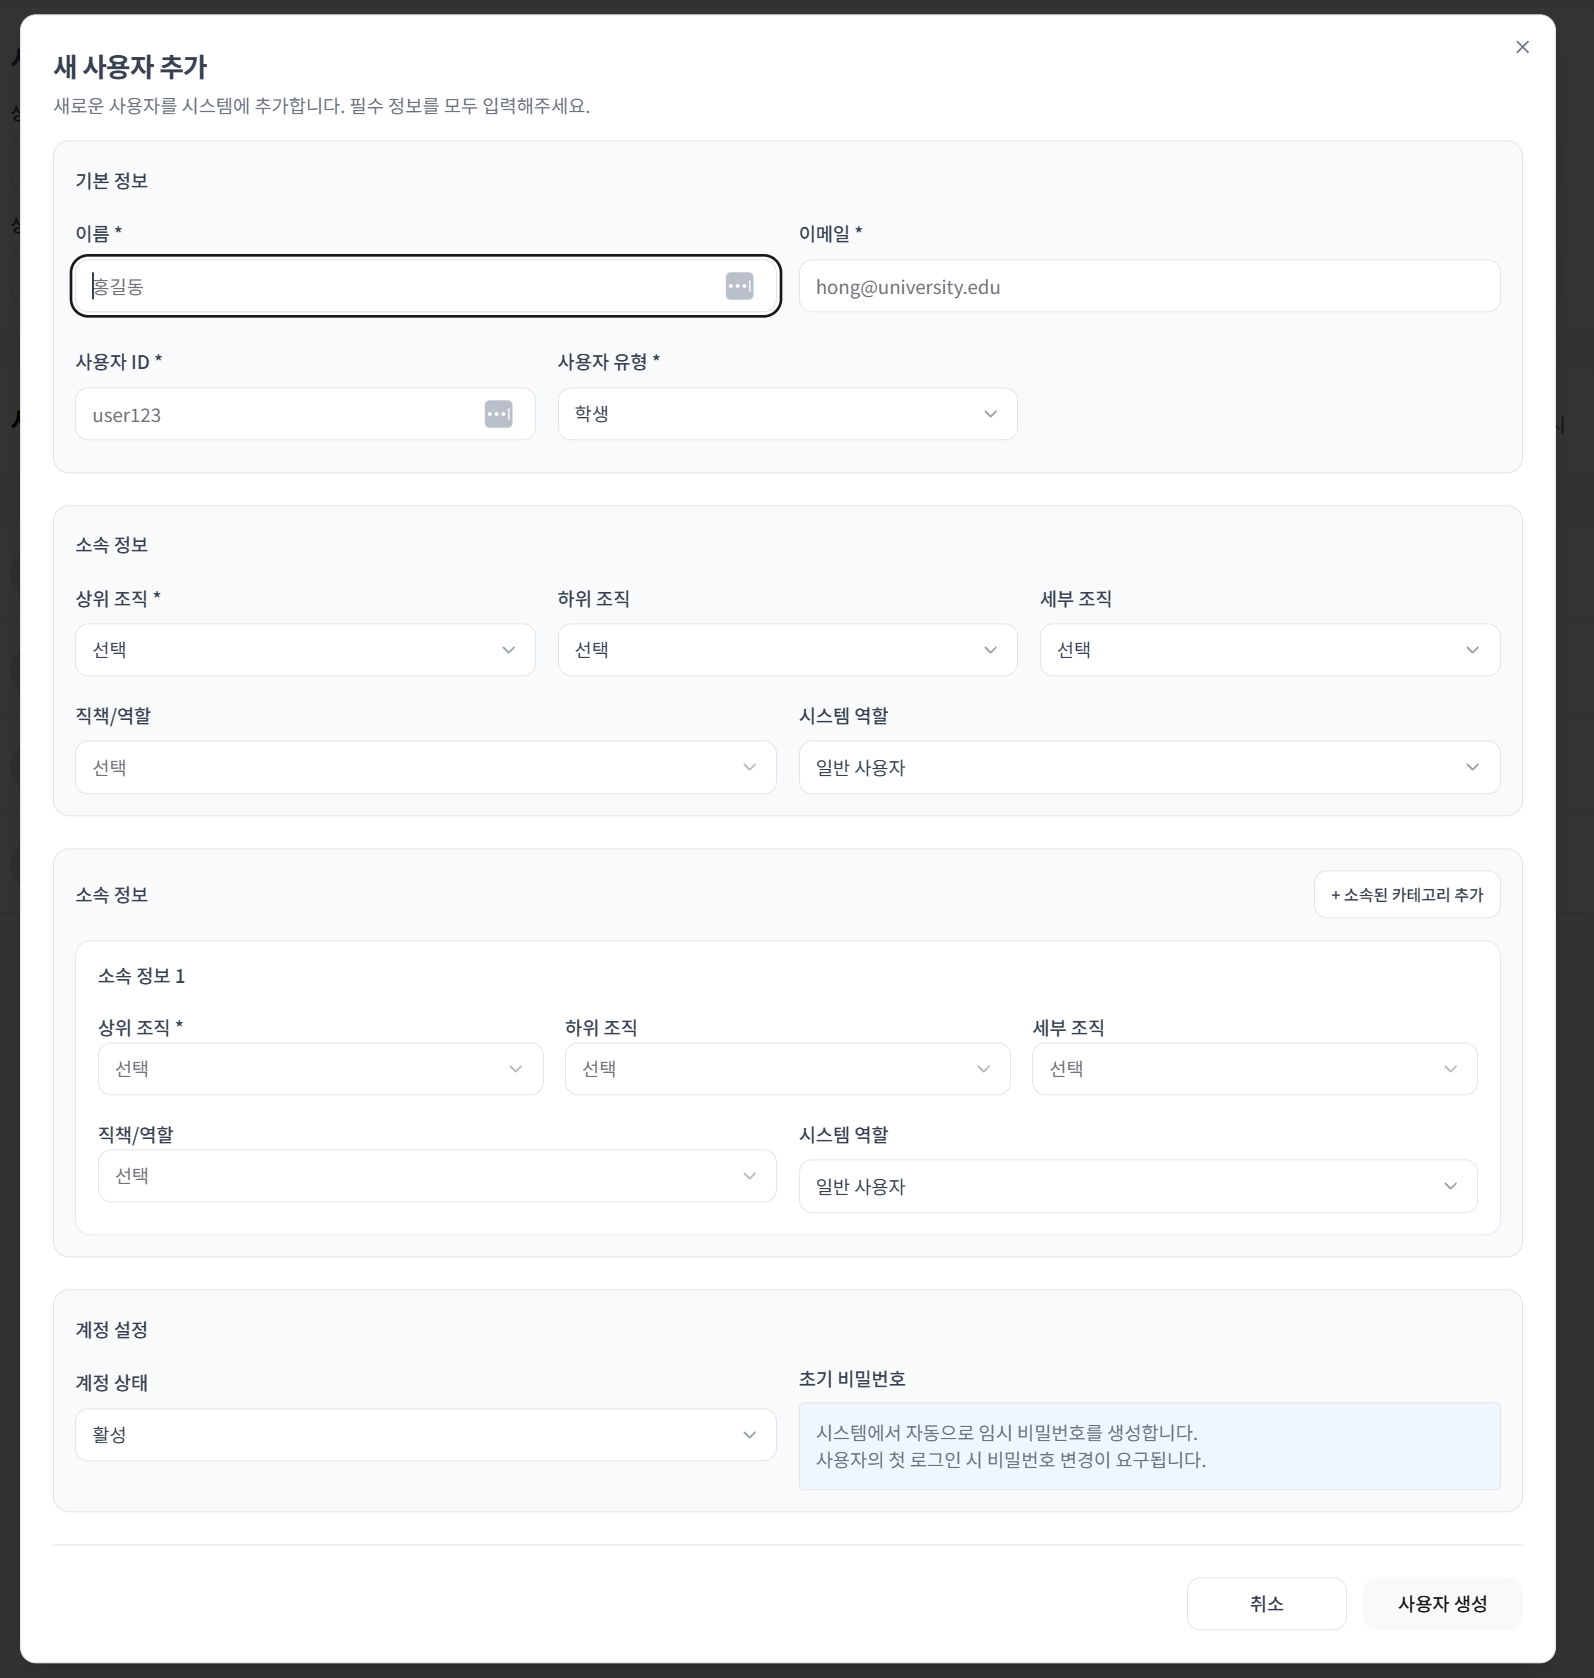 새 사용자 추가
새로운 사용자를 시스템에 추가합니다. 필수 정보를 모두 입력해주세요.
기본 정보
이름 *
이메일 *
홍길동
hong@university.edu
사용자 ID *
사용자 유형 *
user123
학생
소속 정보
상위 조직 *
하위 조직
세부 조직
선택
선택
선택
직책/역할
시스템 역할
선택
일반 사용자
소속 정보
+ 소속된 카테고리 추가
소속 정보 1
상위 조직 *
하위 조직
세부 조직
선택
선택
선택
직책/역할
시스템 역할
선택
일반 사용자
계정 설정
계정 상태
초기 비밀번호
활성
시스템에서 자동으로 임시 비밀번호를 생성합니다.
사용자의 첫 로그인 시 비밀번호 변경이 요구됩니다.
취소
사용자 생성